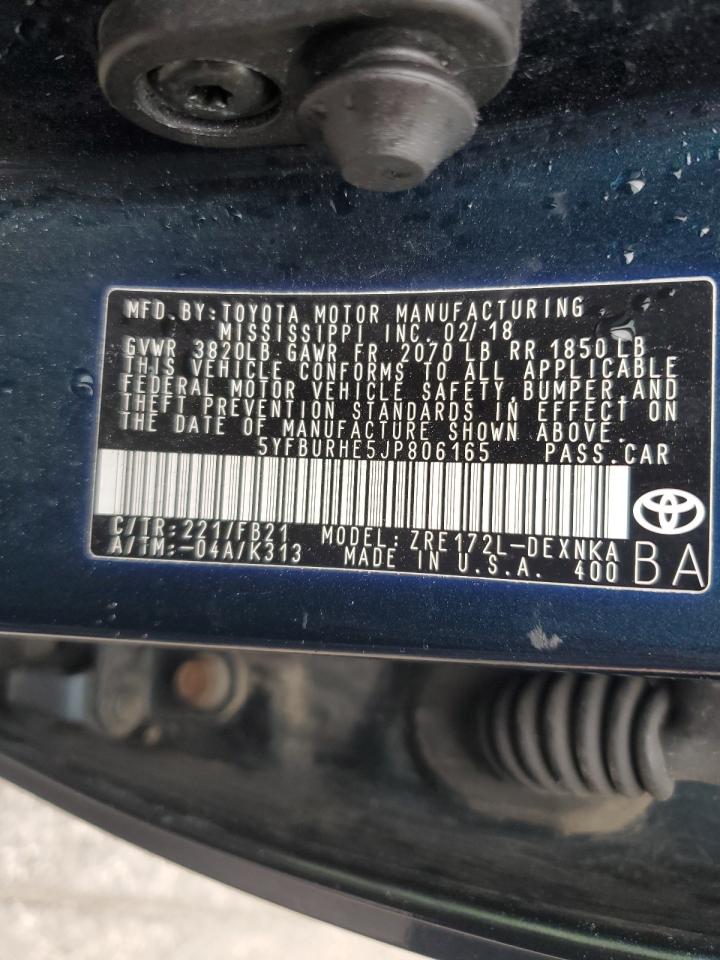 MFD.BY:TOYOTA MOTOR MANUFACTURING
MISSISSIPPI INC. 02/18
GVWR 3820LB GAWR FR 2070 LB RR 1850 LB
THIS VEHICLE CONFORMS TO ALL APPLICABLE
FEDERAL MOTOR VEHICLE SAFETY,BUMPER,AND
THEFT PREVENTION STANDARDS IN EFFECT ON
THE DATE OF MANUFACTURE SHOWN ABOVE.
5YFBURHE5JP806165 PASS.CAR
C/TR:221/FB21 MODEL:ZRE172L-DEXNKA
A/TM:-04A/K313 MADE IN U.S.A. 400 BA